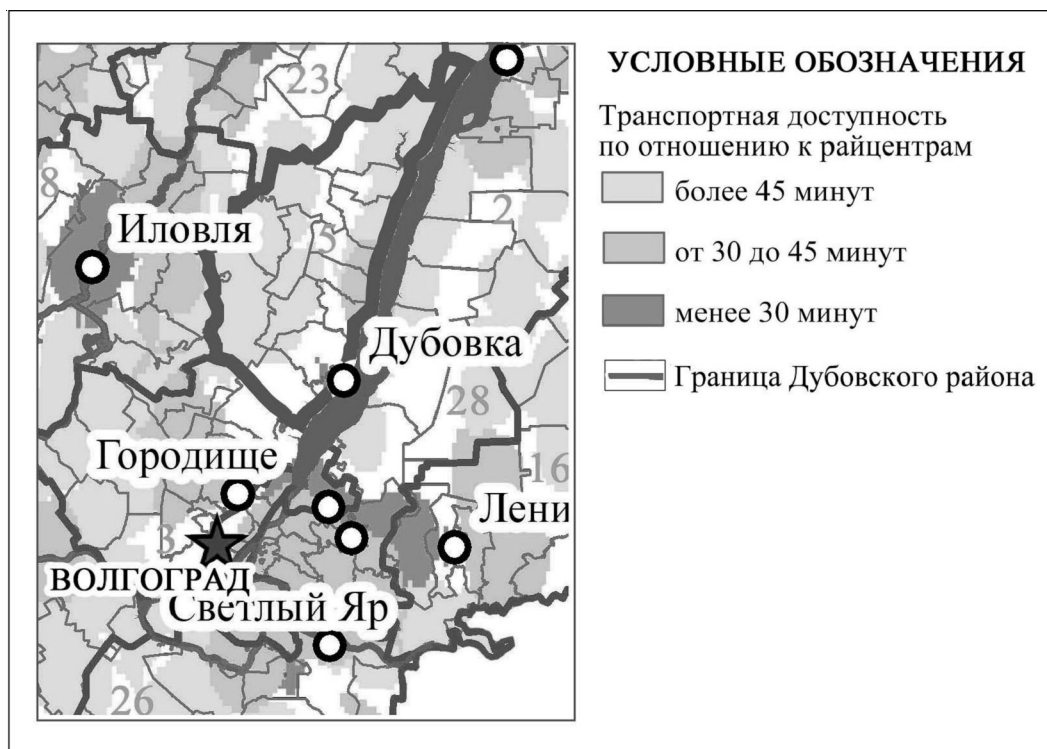 23
8
Иловля
2
5
Дубовка
28
Городище
16
Лени
3
ВОЛГОГРАД
Светлый Яр
26
УСЛОВНЫЕ ОБОЗНАЧЕНИЯ
Транспортная доступность
по отношению к райцентрам
более 45 минут
от 30 до 45 минут
менее 30 минут
Граница Дубовского района